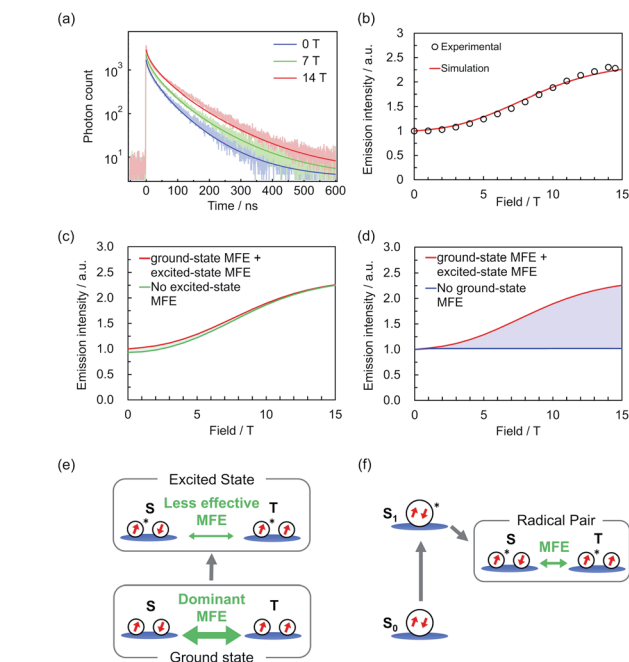 (a)
10³
10²
10¹
Photon count
0 T
7 T
14 T
0 100 200 300 400 500 600
Time / ns
(b)
3
2.5
2
1.5
1
0.5
0
Emission intensity / a.u.
Experimental
Simulation
0 5 10 15
Field / T
(c)
3.0
2.5
2.0
1.5
1.0
0.5
0.0
Emission intensity / a.u.
ground-state MFE +
excited-state MFE
No excited-state
MFE
0 5 10 15
Field / T
(d)
3.0
2.5
2.0
1.5
1.0
0.5
0.0
Emission intensity / a.u.
ground-state MFE +
excited-state MFE
No ground-state
MFE
0 5 10 15
Field / T
(e)
Excited State
S Less effective T
MFE
* *
S Dominant T
MFE
Ground state
(f)
S₁ *
Radical Pair
S MFE T
* *
S₀